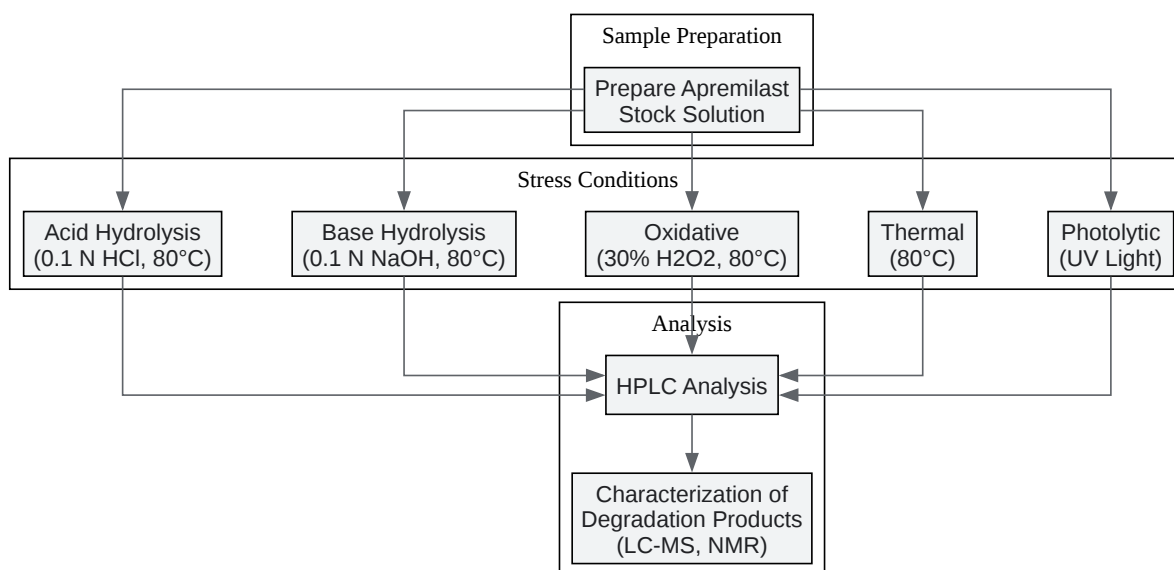 Sample Preparation
Prepare Apremilast
Stock Solution
Stress Conditions
Acid Hydrolysis
(0.1 N HCl, 80°C)
Base Hydrolysis
(0.1 N NaOH, 80°C)
Oxidative
(30% H2O2, 80°C)
Thermal
(80°C)
Photolytic
(UV Light)
Analysis
HPLC Analysis
Characterization of
Degradation Products
(LC-MS, NMR)